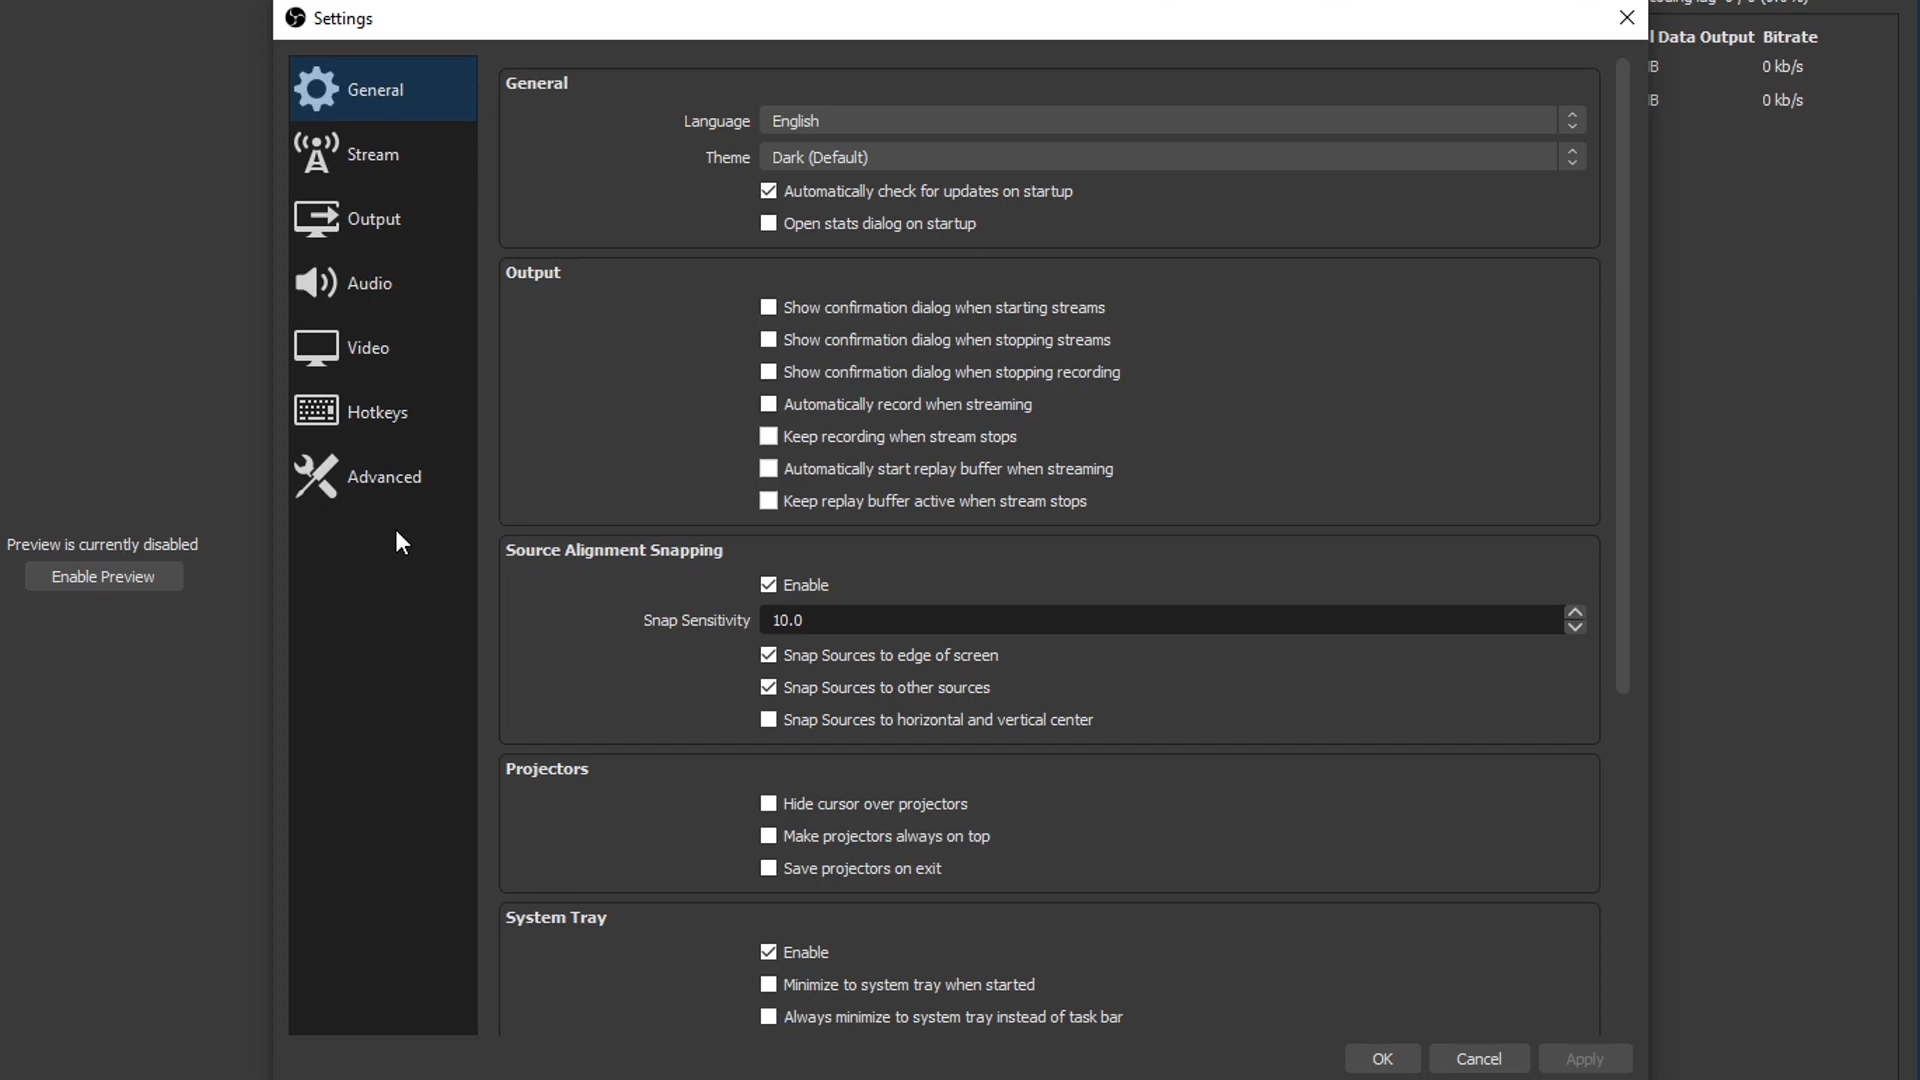 Settings
General
Stream
Output
Audio
Video
Hotkeys
Advanced
General
Language English
Theme Dark (Default)
Automatically check for updates on startup
Open stats dialog on startup
Output
Show confirmation dialog when starting streams
Show confirmation dialog when stopping streams
Show confirmation dialog when stopping recording
Automatically record when streaming
Keep recording when stream stops
Automatically start replay buffer when streaming
Keep replay buffer active when stream stops
Source Alignment Snapping
Enable
Snap Sensitivity 10.0
Snap Sources to edge of screen
Snap Sources to other sources
Snap Sources to horizontal and vertical center
Projectors
Hide cursor over projectors
Make projectors always on top
Save projectors on exit
System Tray
Enable
Minimize to system tray when started
Always minimize to system tray instead of task bar
OK Cancel Apply
Preview is currently disabled
Enable Preview
Data Output Bitrate
0 kb/s
0 kb/s